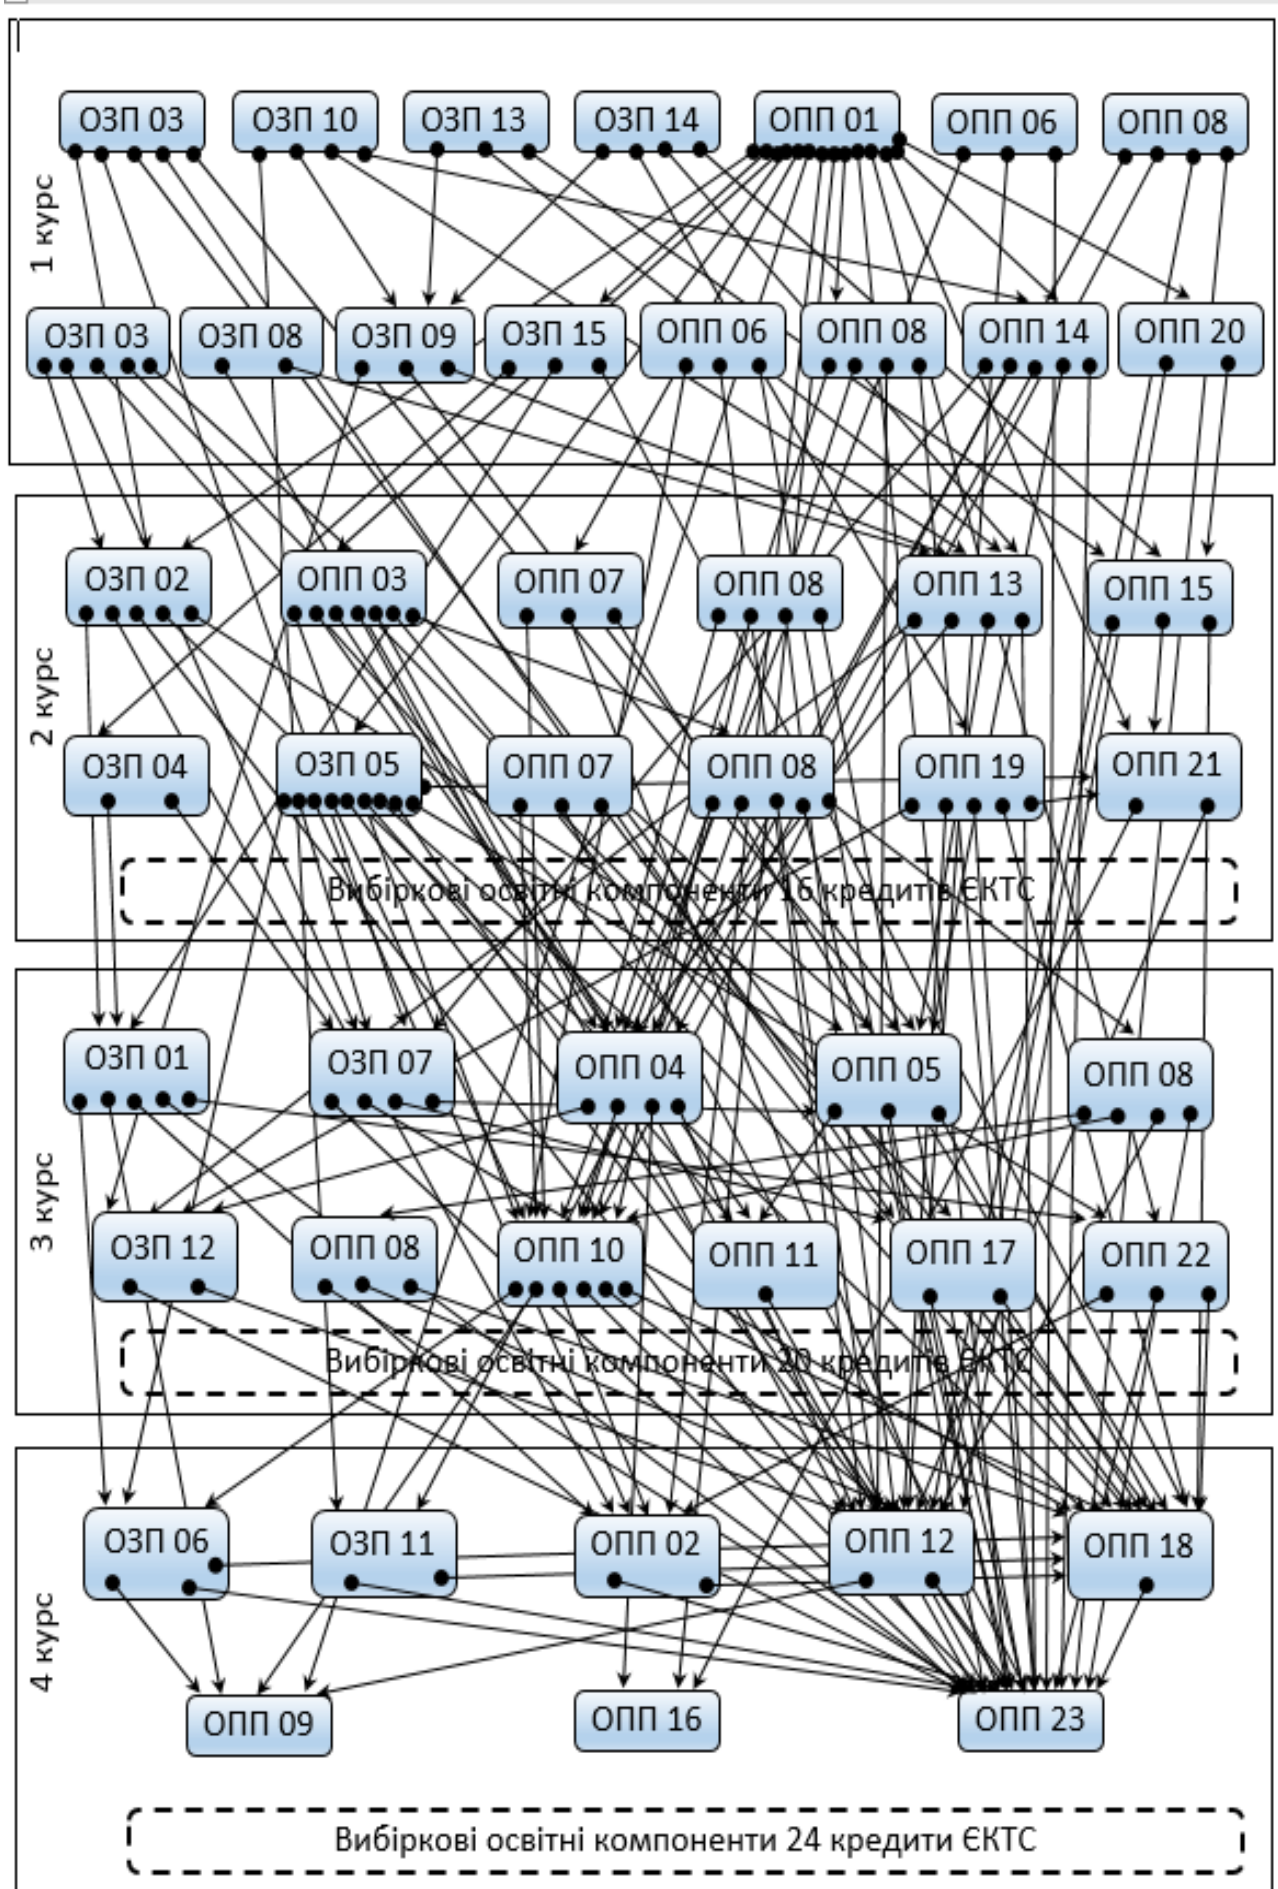 1 курс
ОЗП 03 ОЗП 10 ОЗП 13 ОЗП 14 ОПП 01 ОПП 06 ОПП 08
ОЗП 03 ОЗП 08 ОЗП 09 ОЗП 15 ОПП 06 ОПП 08 ОПП 14 ОПП 20
2 курс
ОЗП 02 ОПП 03 ОПП 07 ОПП 08 ОПП 13 ОПП 15
ОЗП 04 ОЗП 05 ОПП 07 ОПП 08 ОПП 19 ОПП 21
Вибіркові освітні компоненти 16 кредитів ЄКТС
3 курс
ОЗП 01 ОЗП 07 ОПП 04 ОПП 05 ОПП 08
ОЗП 12 ОПП 08 ОПП 10 ОПП 11 ОПП 17 ОПП 22
Вибіркові освітні компоненти 20 кредитів ЄКТС
4 курс
ОЗП 06 ОЗП 11 ОПП 02 ОПП 12 ОПП 18
ОПП 09 ОПП 16 ОПП 23
Вибіркові освітні компоненти 24 кредити ЄКТС